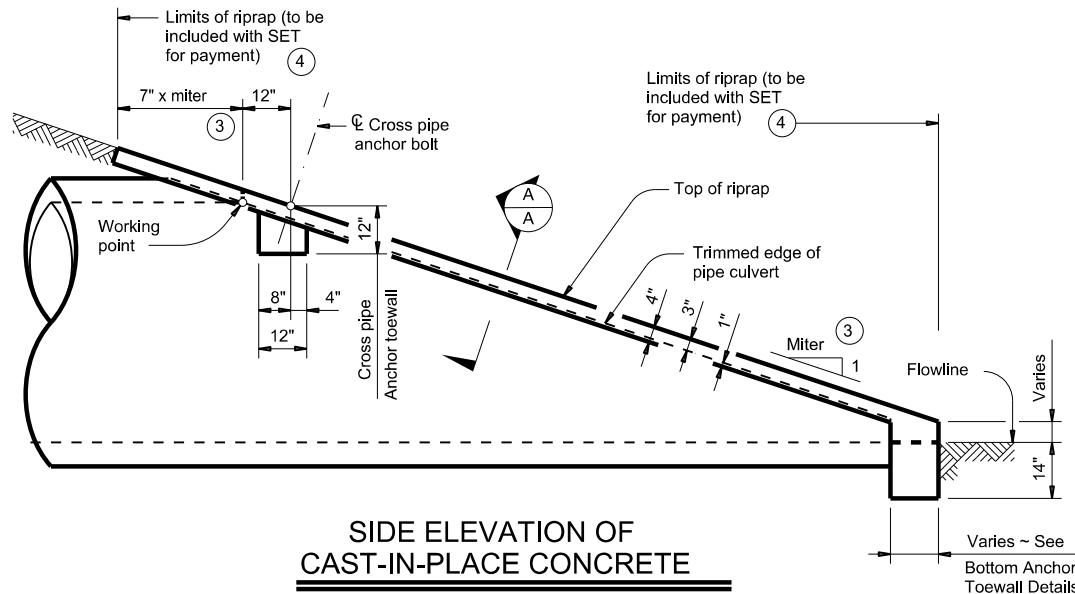 Limits of riprap (to be
included with SET
for payment)
4
7" x miter
12"
3
℄ Cross pipe
anchor bolt
Limits of riprap (to be
included with SET
for payment)
4
A
A
Top of riprap
Working
point
12"
Trimmed edge of
pipe culvert
8"
4"
12"
Cross pipe
Anchor toewall
4"
3"
1"
Miter
3
1
Flowline
Varies
14"
SIDE ELEVATION OF
CAST-IN-PLACE CONCRETE
Varies ~ See
Bottom Anchor
Toewall Details